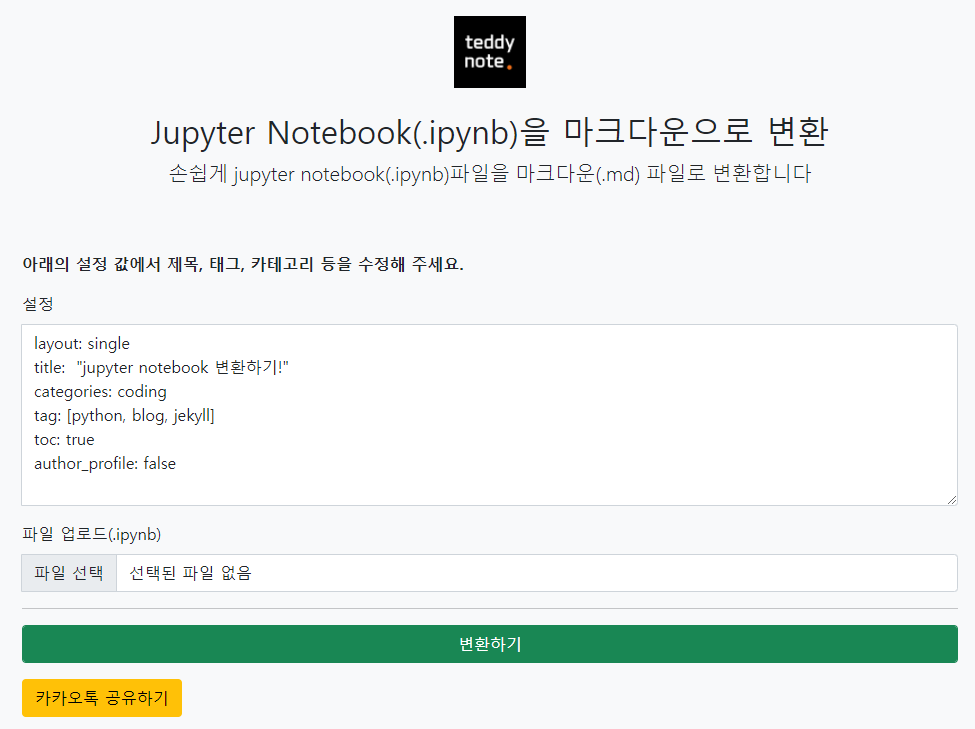 teddy
note.
Jupyter Notebook(.ipynb)을 마크다운으로 변환
손쉽게 jupyter notebook(.ipynb)파일을 마크다운(.md) 파일로 변환합니다
아래의 설정 값에서 제목, 태그, 카테고리 등을 수정해 주세요.
설정
layout: single
title:  "jupyter notebook 변환하기!"
categories: coding
tag: [python, blog, jekyll]
toc: true
author_profile: false
파일 업로드(.ipynb)
파일 선택 선택된 파일 없음
변환하기
카카오톡 공유하기